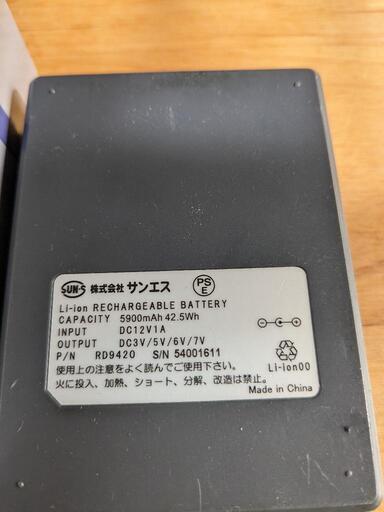 SUN-S 株式会社 サンエス PS E
Li-ion RECHARGEABLE BATTERY
CAPACITY 5900mAh 42.5Wh
INPUT DC12V1A
OUTPUT DC3V/5V/6V/7V
P/N RD9420 S/N 54001611
使用上の注意をよく読んでご使用ください。 Li-ion00
火に投入、加熱、ショート、分解、改造は禁止。 Made in China